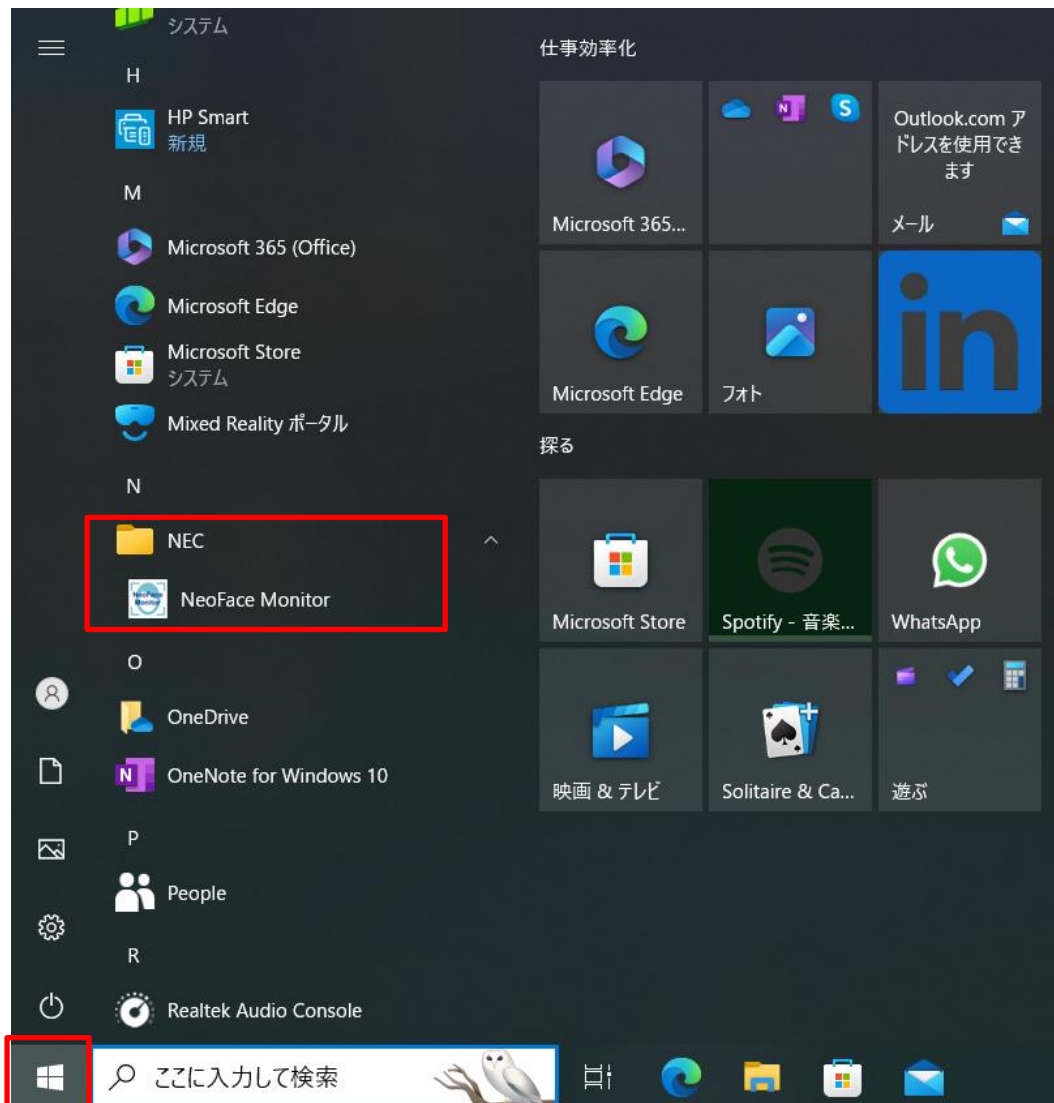 システム
H
HP Smart
新規
M
Microsoft 365 (Office)
Microsoft Edge
Microsoft Store
システム
Mixed Reality ポータル
N
NEC
NeoFace Monitor
NeoFace Monitor
O
OneDrive
N
OneNote for Windows 10
P
People
R
Realtek Audio Console
仕事効率化
Microsoft 365...
N
S
Outlook.com ア
ドレスを使用でき
ます
メール
Microsoft Edge
フォト
in
探る
Microsoft Store
Spotify - 音楽...
WhatsApp
映画 & テレビ
Solitaire & Ca...
遊ぶ
ここに入力して検索